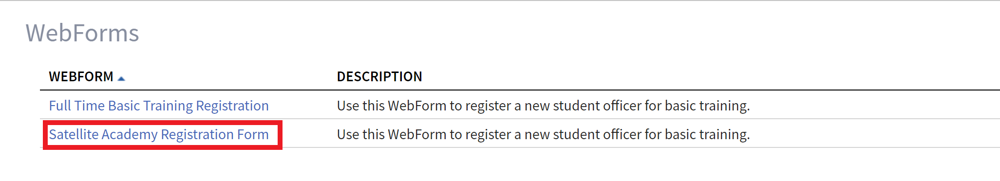 WebForms
WEBFORM DESCRIPTION
Full Time Basic Training Registration Use this WebForm to register a new student officer for basic training.
Satellite Academy Registration Form Use this WebForm to register a new student officer for basic training.